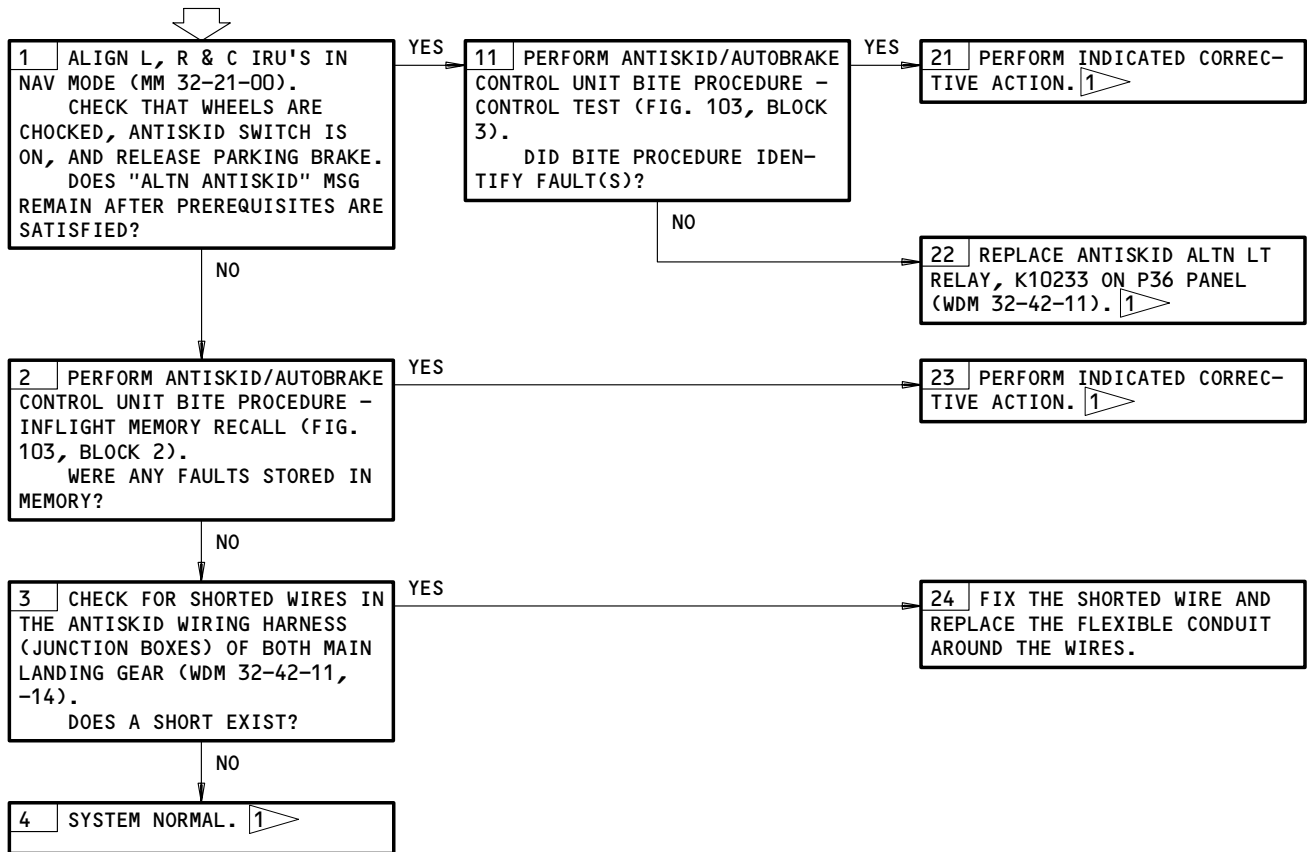 1 ALIGN L, R & C IRU'S IN
NAV MODE (MM 32-21-00).
CHECK THAT WHEELS ARE
CHOCKED, ANTISKID SWITCH IS
ON, AND RELEASE PARKING BRAKE.
DOES "ALTN ANTISKID" MSG
REMAIN AFTER PREREQUISITES ARE
SATISFIED?
YES
11 PERFORM ANTISKID/AUTOBRAKE
CONTROL UNIT BITE PROCEDURE -
CONTROL TEST (FIG. 103, BLOCK
3).
DID BITE PROCEDURE IDEN-
TIFY FAULT(S)?
YES
21 PERFORM INDICATED CORREC-
TIVE ACTION. 1
NO
22 REPLACE ANTISKID ALTN LT
RELAY, K10233 ON P36 PANEL
(WDM 32-42-11). 1
NO
2 PERFORM ANTISKID/AUTOBRAKE
CONTROL UNIT BITE PROCEDURE -
INFLIGHT MEMORY RECALL (FIG.
103, BLOCK 2).
WERE ANY FAULTS STORED IN
MEMORY?
YES
23 PERFORM INDICATED CORREC-
TIVE ACTION. 1
NO
3 CHECK FOR SHORTED WIRES IN
THE ANTISKID WIRING HARNESS
(JUNCTION BOXES) OF BOTH MAIN
LANDING GEAR (WDM 32-42-11,
-14).
DOES A SHORT EXIST?
YES
24 FIX THE SHORTED WIRE AND
REPLACE THE FLEXIBLE CONDUIT
AROUND THE WIRES.
NO
4 SYSTEM NORMAL. 1